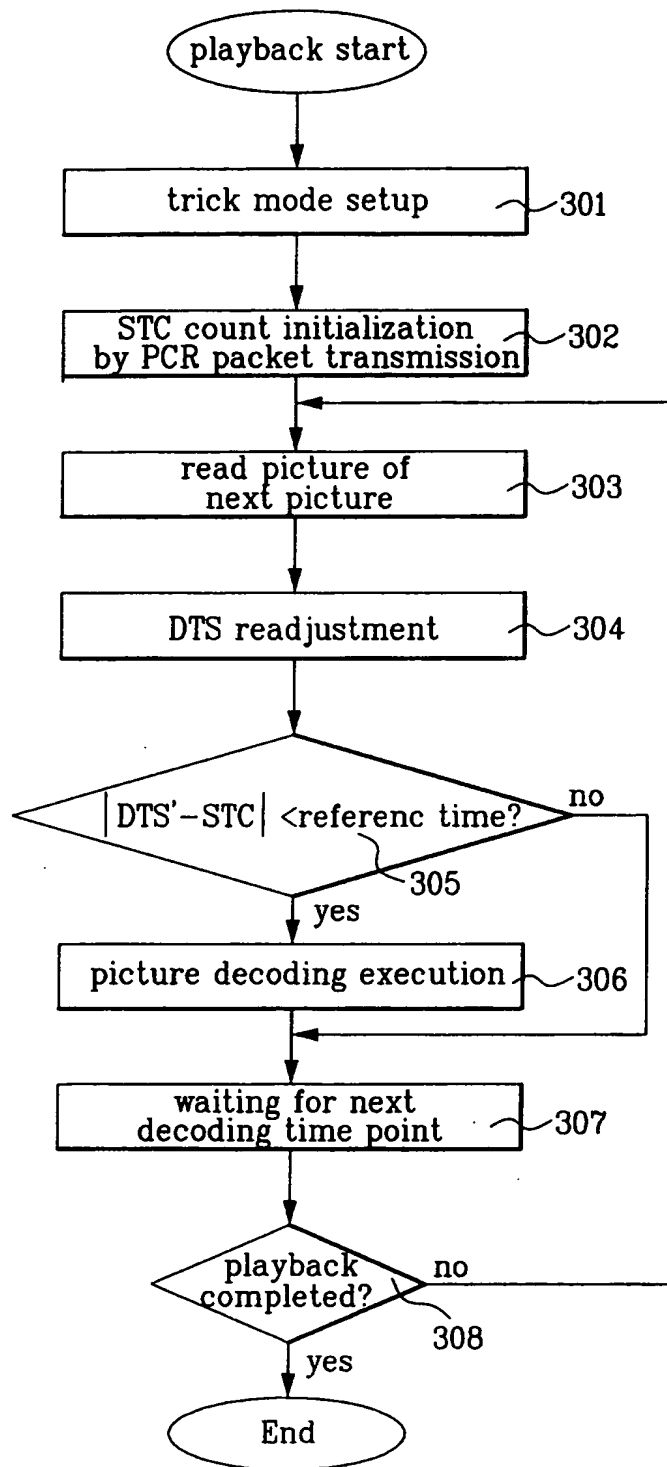 playback start
trick mode setup
301
STC count initialization
by PCR packet transmission
302
read picture of
next picture
303
DTS readjustment
304
|DTS'-STC| <referenc time?
no
305
yes
picture decoding execution
306
waiting for next
decoding time point
307
playback
completed?
no
308
yes
End